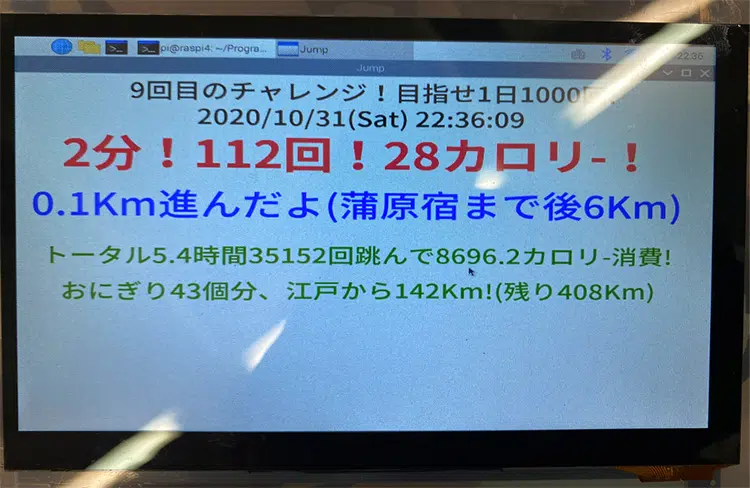 pi@raspi4: ~/Progra... Jump 22:36
Jump
9回目のチャレンジ！目指せ1日1000回！
2020/10/31(Sat) 22:36:09
2分！112回！28カロリ-！
0.1Km進んだよ(蒲原宿まで後6Km)
トータル5.4時間35152回跳んで8696.2カロリ-消費!
おにぎり43個分、江戸から142Km!(残り408Km)